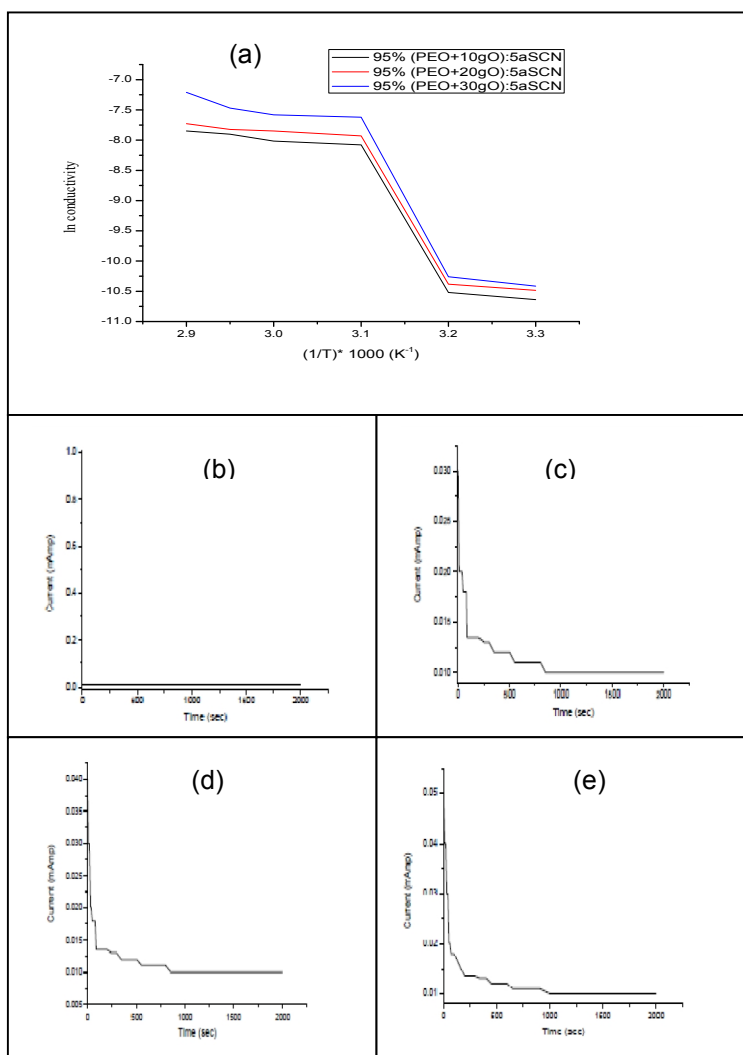 (a)
95% (PEO+10gO):5aSCN
95% (PEO+20gO):5aSCN
95% (PEO+30gO):5aSCN
-7.0
-7.5
-8.0
-8.5
-9.0
-9.5
-10.0
-10.5
-11.0
ln conductivity
2.9 3.0 3.1 3.2 3.3
(1/T)* 1000 (K⁻¹)
(b)
1.0
0.8
0.6
0.4
0.2
0.0
Current (mAmp)
0 500 1000 1500 2000
Time (sec)
(c)
0.030
0.025
0.020
0.015
0.010
Current (mAmp)
0 500 1000 1500 2000
Time (sec)
(d)
0.040
0.035
0.030
0.025
0.020
0.015
0.010
0.005
Current (mAmp)
0 500 1000 1500 2000
Time (sec)
(e)
0.05
0.04
0.03
0.02
0.01
Current (mAmp)
0 500 1000 1500 2000
Time (sec)